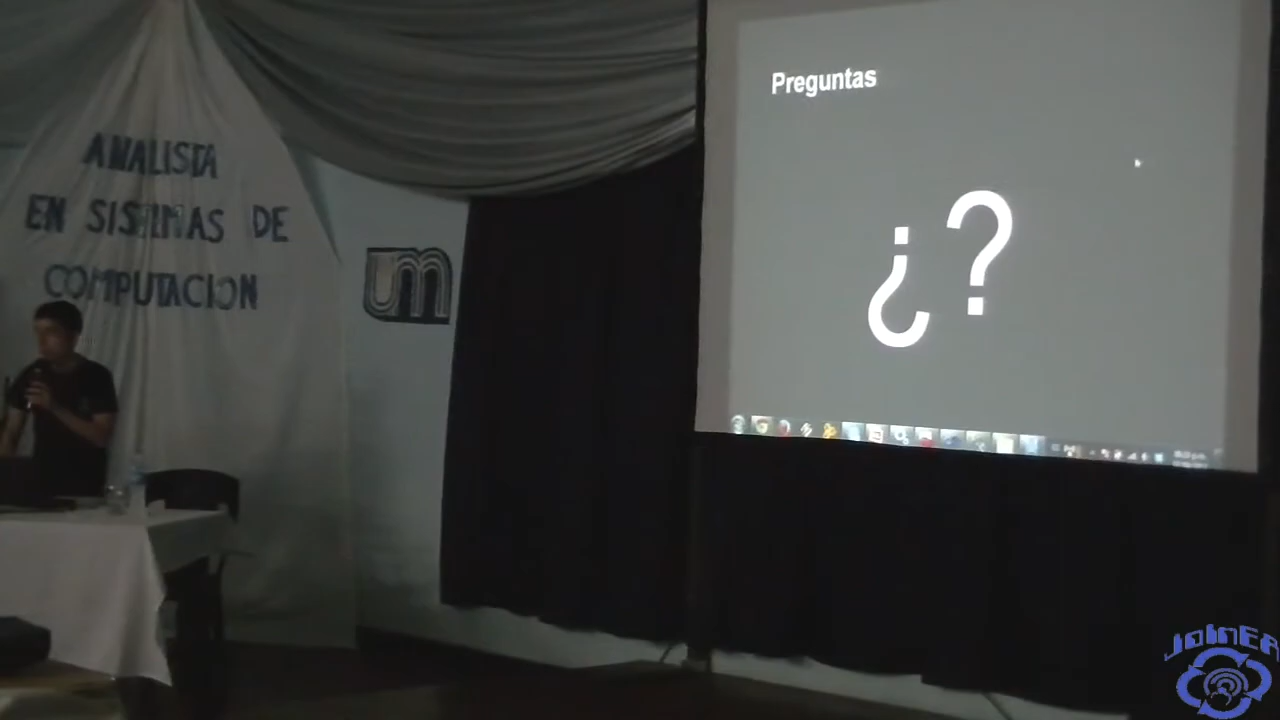 ANALISTA
EN SISTEMAS DE
COMPUTACION
um
Preguntas
¿?
JoinEA